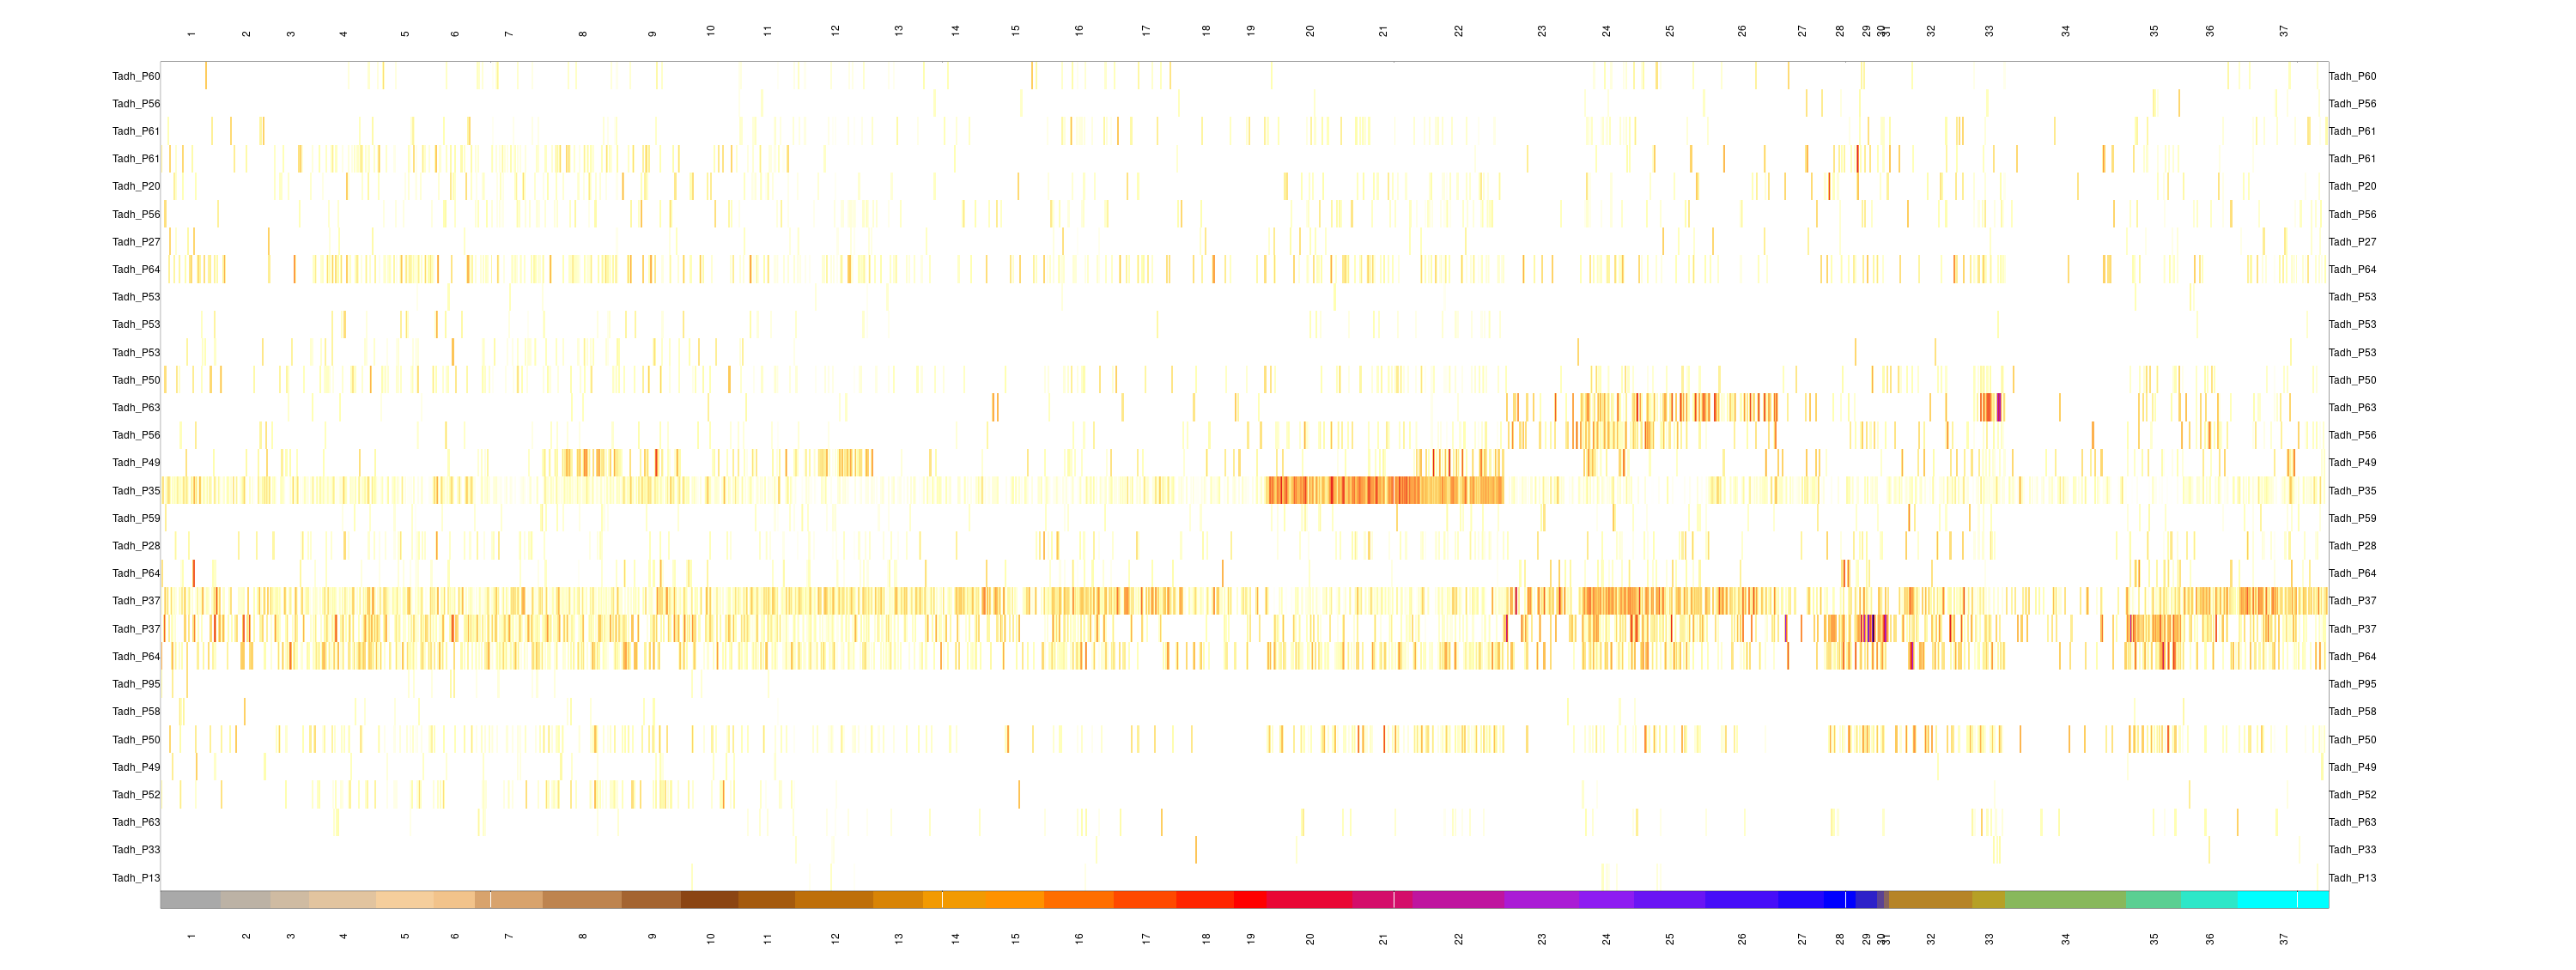 1 2 3 4 5 6 7 8 9 10 11 12 13 14 15 16 17 18 19 20 21 22 23 24 25 26 27 28 29 30 31 32 33 34 35 36 37
Tadh_P60 Tadh_P60
Tadh_P56 Tadh_P56
Tadh_P61 Tadh_P61
Tadh_P61 Tadh_P61
Tadh_P20 Tadh_P20
Tadh_P56 Tadh_P56
Tadh_P27 Tadh_P27
Tadh_P64 Tadh_P64
Tadh_P53 Tadh_P53
Tadh_P53 Tadh_P53
Tadh_P53 Tadh_P53
Tadh_P50 Tadh_P50
Tadh_P63 Tadh_P63
Tadh_P56 Tadh_P56
Tadh_P49 Tadh_P49
Tadh_P35 Tadh_P35
Tadh_P59 Tadh_P59
Tadh_P28 Tadh_P28
Tadh_P64 Tadh_P64
Tadh_P37 Tadh_P37
Tadh_P37 Tadh_P37
Tadh_P64 Tadh_P64
Tadh_P95 Tadh_P95
Tadh_P58 Tadh_P58
Tadh_P50 Tadh_P50
Tadh_P49 Tadh_P49
Tadh_P52 Tadh_P52
Tadh_P63 Tadh_P63
Tadh_P33 Tadh_P33
Tadh_P13 Tadh_P13
1 2 3 4 5 6 7 8 9 10 11 12 13 14 15 16 17 18 19 20 21 22 23 24 25 26 27 28 29 30 31 32 33 34 35 36 37